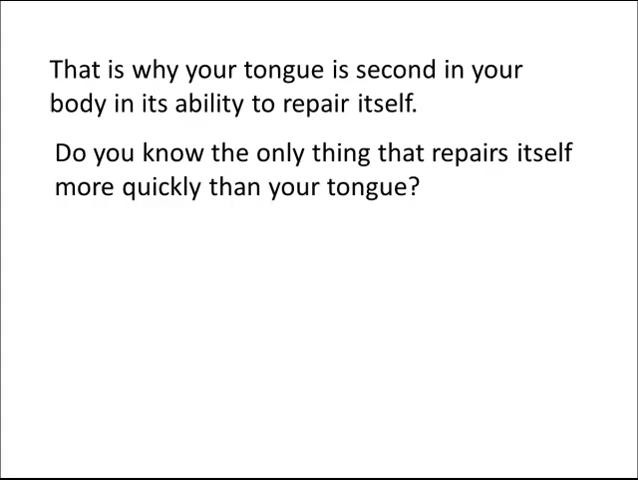 That is why your tongue is second in your
body in its ability to repair itself.
Do you know the only thing that repairs itself
more quickly than your tongue?